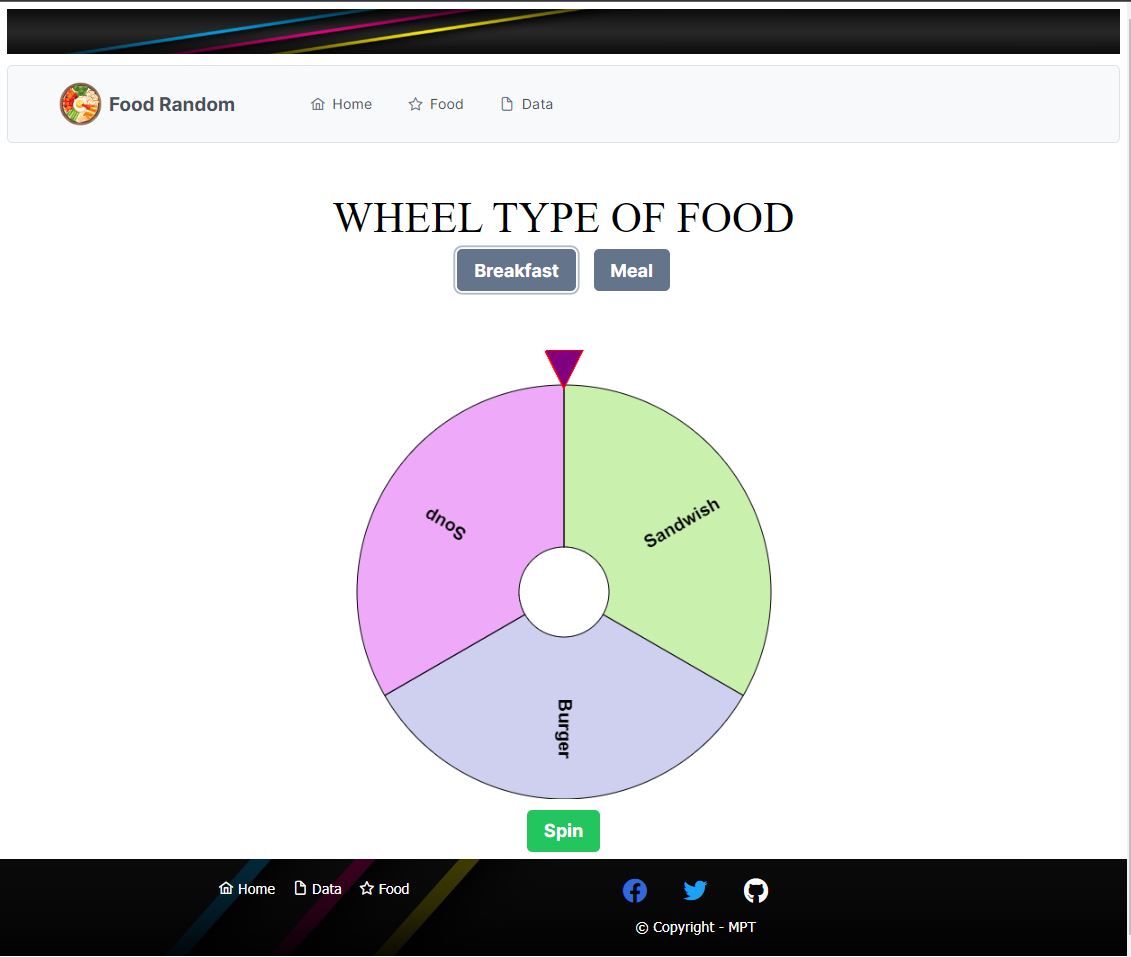 Food Random Home Food Data
WHEEL TYPE OF FOOD
Breakfast Meal
Soup
Sandwish
Burger
Spin
Home Data Food
© Copyright - MPT